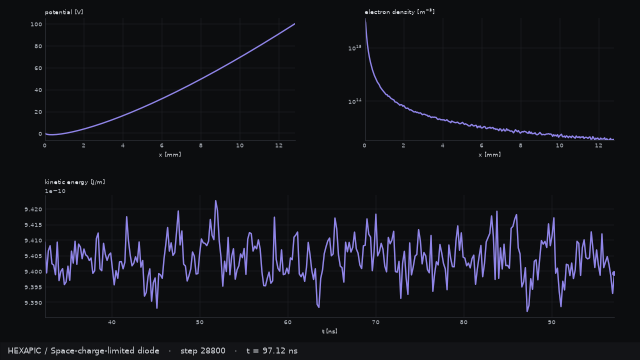 potential [V]
100
80
60
40
20
0
0 2 4 6 8 10 12
x [mm]
electron density [m⁻³]
0 2 4 6 8 10 12
x [mm]
kinetic energy [J/m]
1e−10
9.420
9.415
9.410
9.405
9.400
9.395
9.390
40 50 60 70 80 90
t [ns]
HEXAPIC / Space-charge-limited diode · step 28800 · t = 97.12 ns